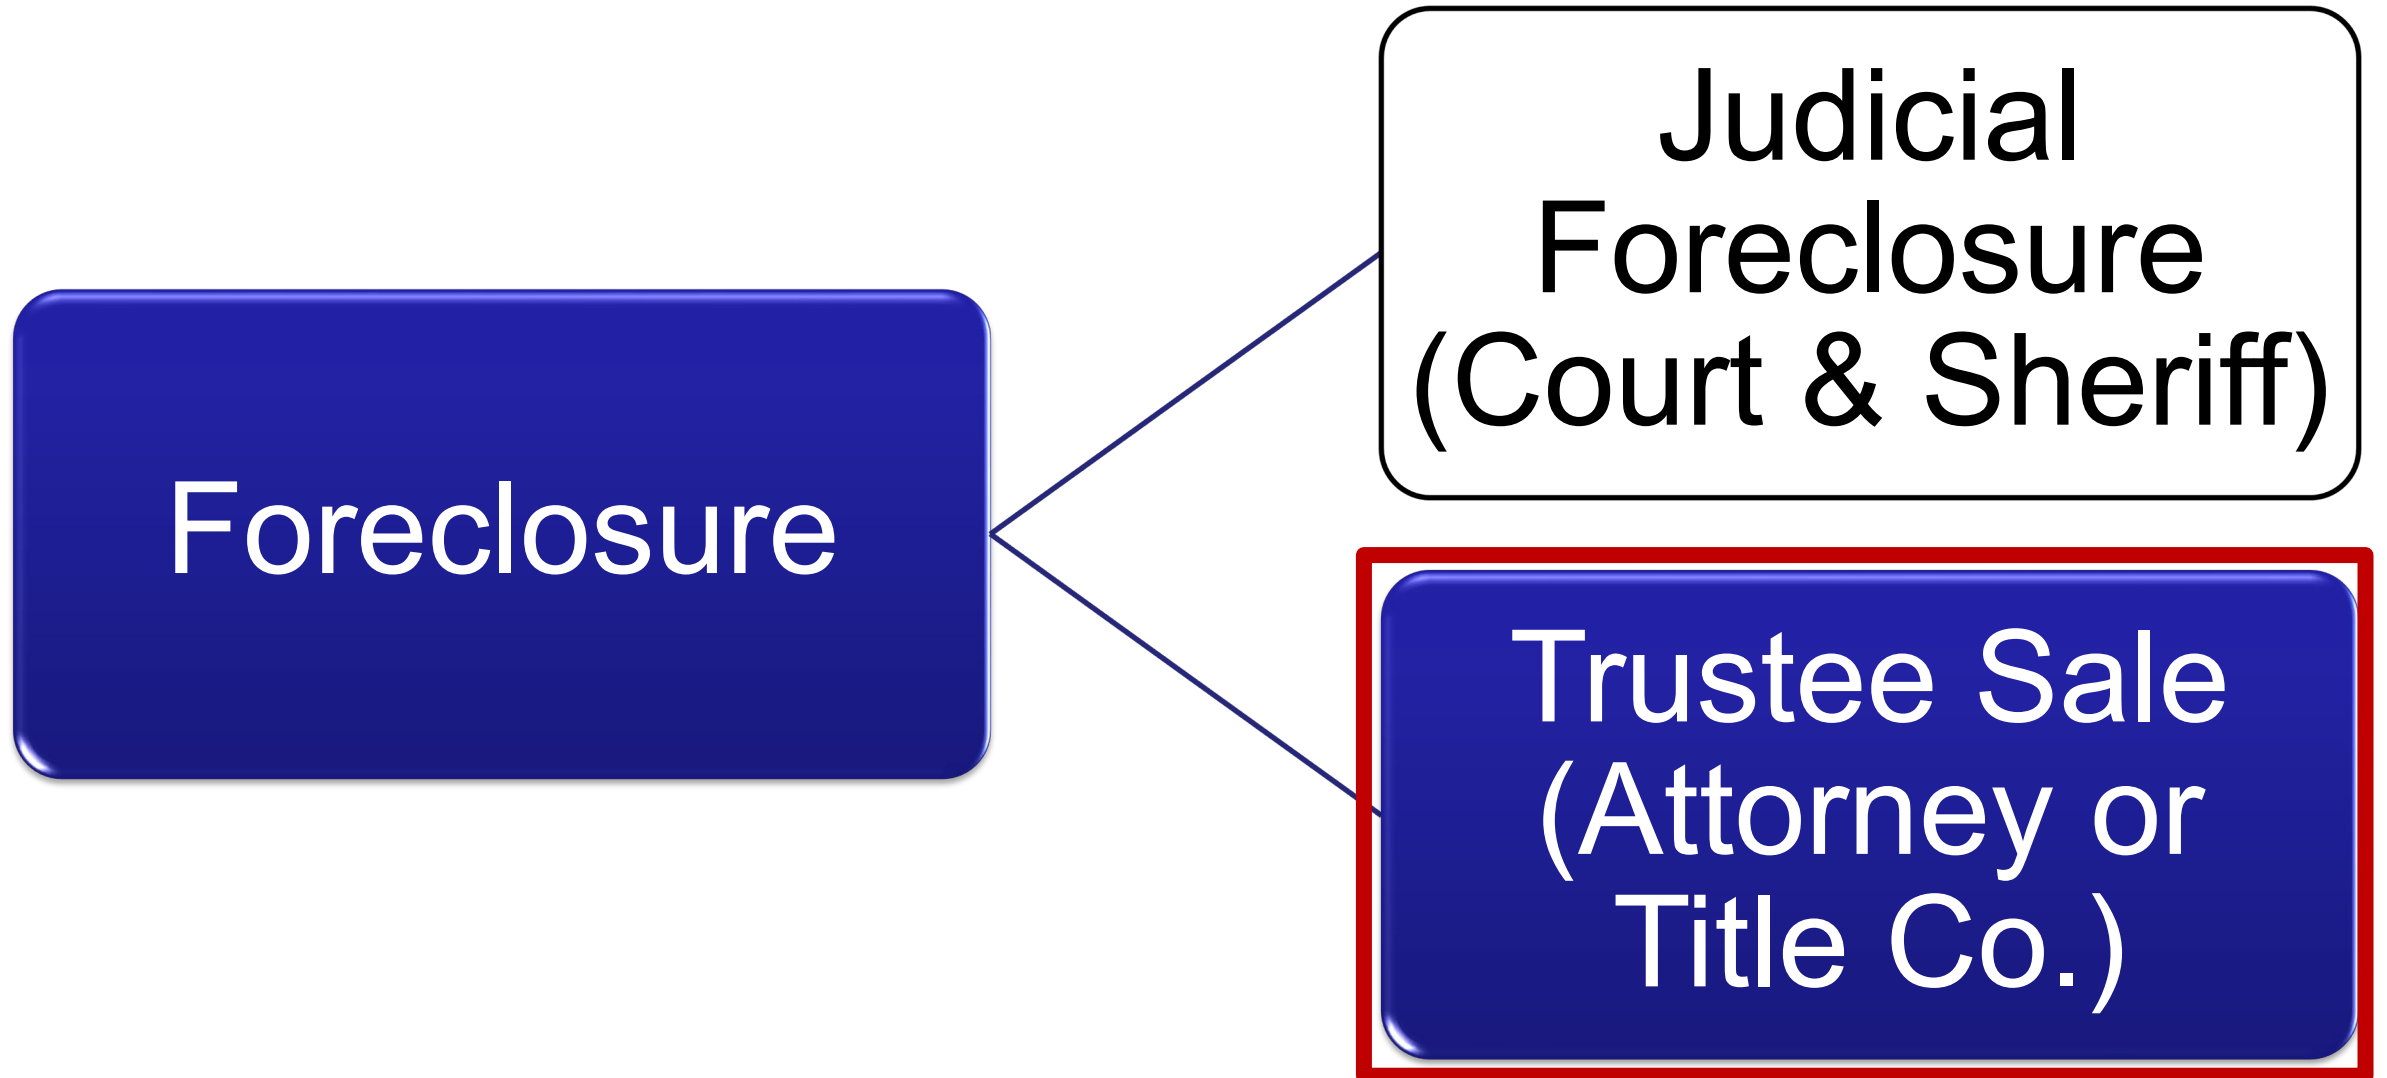 Foreclosure
Judicial
Foreclosure
(Court & Sheriff)
Trustee Sale
(Attorney or
Title Co.)